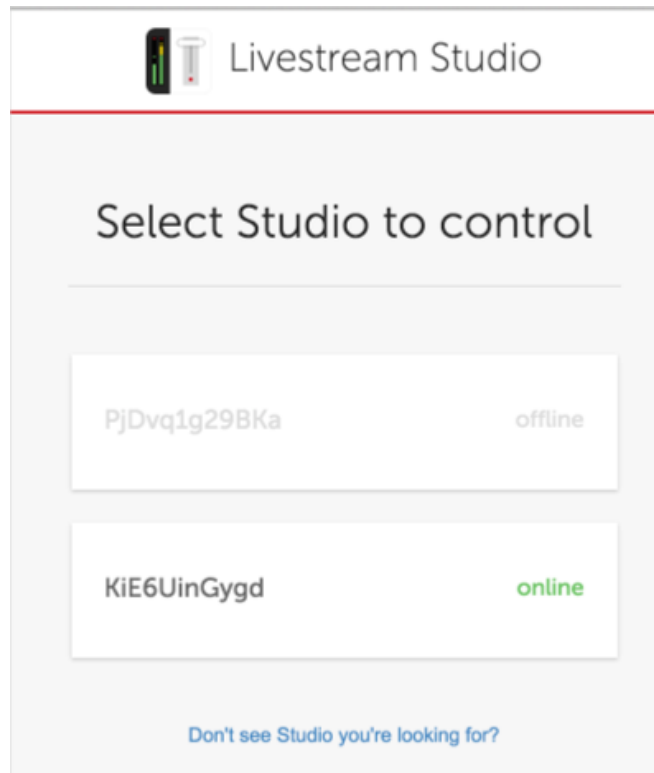 Livestream Studio
Select Studio to control
PjDvq1g29BKa offline
KiE6UinGygd online
Don't see Studio you're looking for?